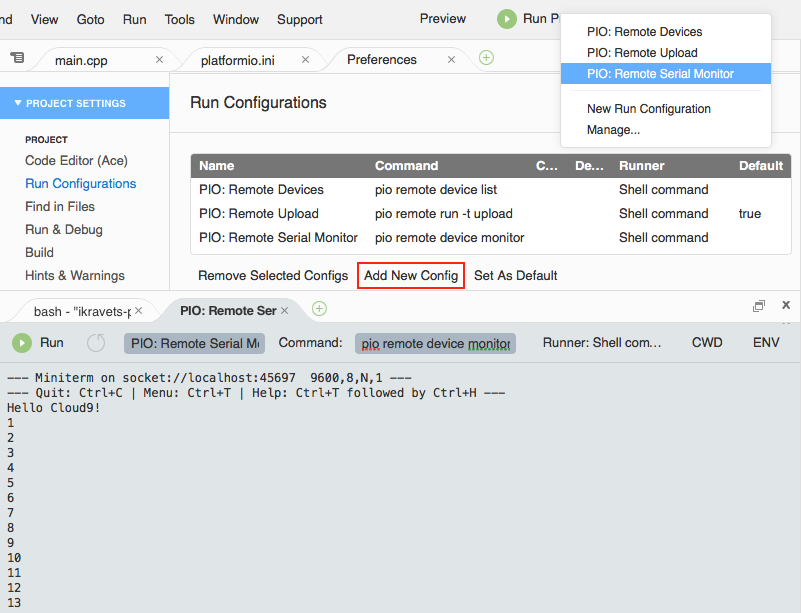 nd View Goto Run Tools Window Support Preview Run P
PIO: Remote Devices
PIO: Remote Upload
PIO: Remote Serial Monitor
New Run Configuration
Manage...
main.cpp platformio.ini Preferences
PROJECT SETTINGS
PROJECT
Code Editor (Ace)
Run Configurations
Find in Files
Run & Debug
Build
Hints & Warnings
Run Configurations
Name Command C... De... Runner Default
PIO: Remote Devices pio remote device list Shell command
PIO: Remote Upload pio remote run -t upload Shell command true
PIO: Remote Serial Monitor pio remote device monitor Shell command
Remove Selected Configs Add New Config Set As Default
bash - "ikravets-p PIO: Remote Ser
Run PIO: Remote Serial M Command: pio remote device monitor Runner: Shell com... CWD ENV
--- Miniterm on socket://localhost:45697  9600,8,N,1 ---
--- Quit: Ctrl+C | Menu: Ctrl+T | Help: Ctrl+T followed by Ctrl+H ---
Hello Cloud9!
1
2
3
4
5
6
7
8
9
10
11
12
13